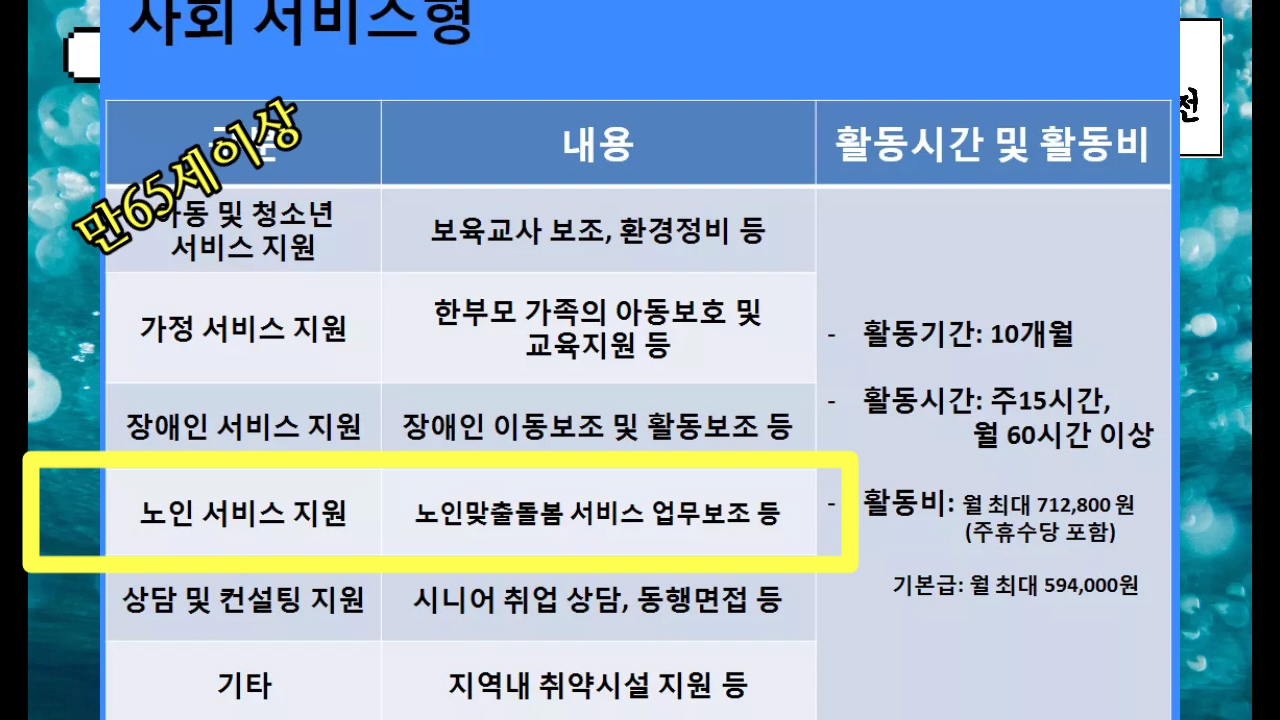 사회 서비스형
전
만65세이상
내용
활동시간 및 활동비
아동 및 청소년
서비스 지원
보육교사 보조, 환경정비 등
가정 서비스 지원
한부모 가족의 아동보호 및
교육지원 등
장애인 서비스 지원
장애인 이동보조 및 활동보조 등
노인 서비스 지원
노인맞출돌봄 서비스 업무보조 등
상담 및 컨설팅 지원
시니어 취업 상담, 동행면접 등
기타
지역내 취약시설 지원 등
- 활동기간: 10개월
- 활동시간: 주15시간,
월 60시간 이상
- 활동비: 월 최대 712,800 원
(주휴수당 포함)
기본급: 월 최대 594,000원